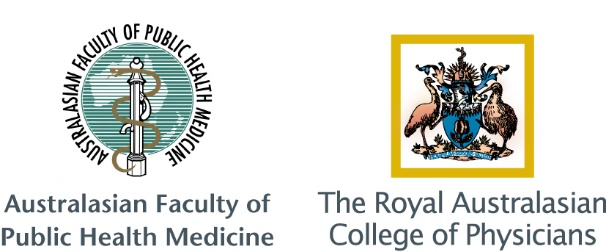 AUSTRALASIAN FACULTY OF PUBLIC HEALTH MEDICINE
Australasian Faculty of
Public Health Medicine
The Royal Australasian
College of Physicians